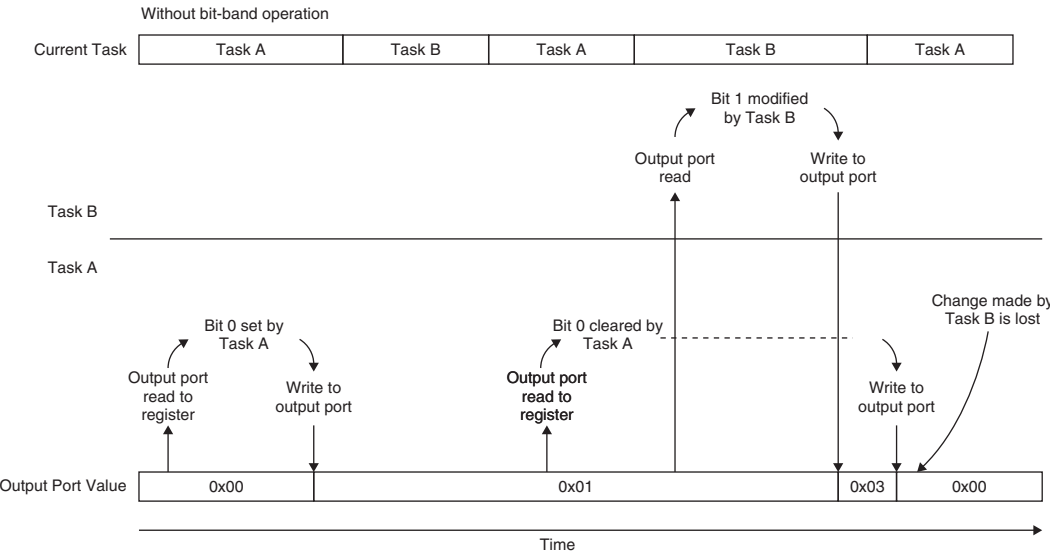 Without bit-band operation
Current Task
Task A
Task B
Task A
Task B
Task A
Bit 1 modified
by Task B
Output port
read
Write to
output port
Task B
Task A
Change made by
Task B is lost
Bit 0 set by
Task A
Bit 0 cleared by
Task A
Output port
read to
register
Write to
output port
Output port
read to
register
Write to
output port
Output Port Value
0x00
0x01
0x03
0x00
Time